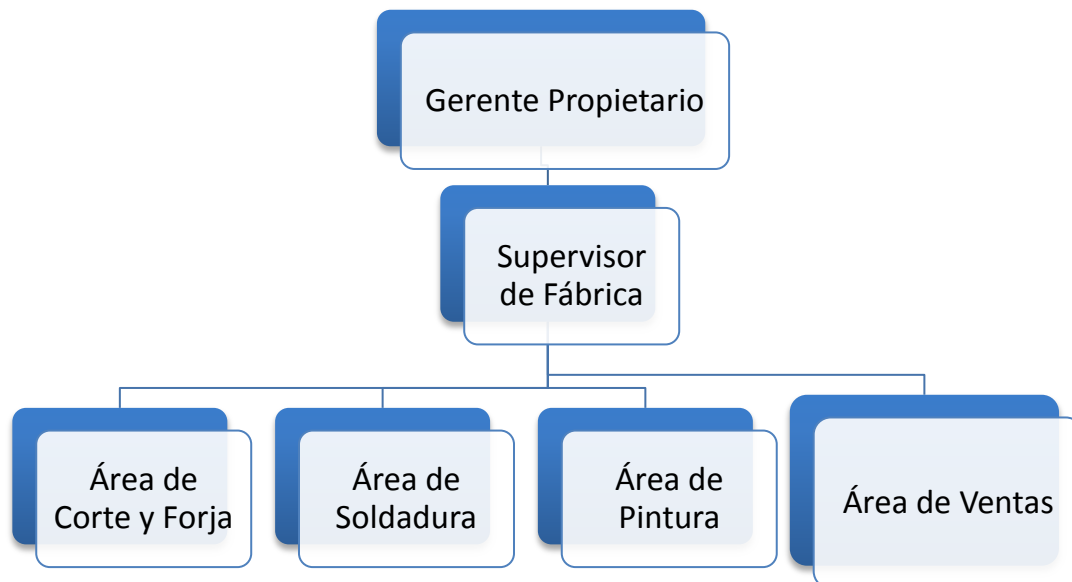 Gerente Propietario
Supervisor
de Fábrica
Área de
Corte y Forja
Área de
Soldadura
Área de
Pintura
Área de Ventas